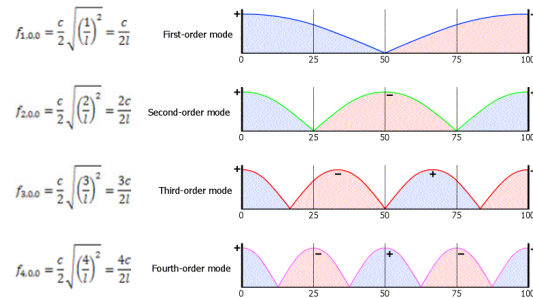 f₁.₀.₀ = c/2 √((1/l)²) = c/2l
First-order mode
+
0 25 50 75 100
f₂.₀.₀ = c/2 √((2/l)²) = 2c/2l
Second-order mode
+ −
0 25 50 75 100
f₃.₀.₀ = c/2 √((3/l)²) = 3c/2l
Third-order mode
+ − +
0 25 50 75 100
f₄.₀.₀ = c/2 √((4/l)²) = 4c/2l
Fourth-order mode
+ − + −
0 25 50 75 100